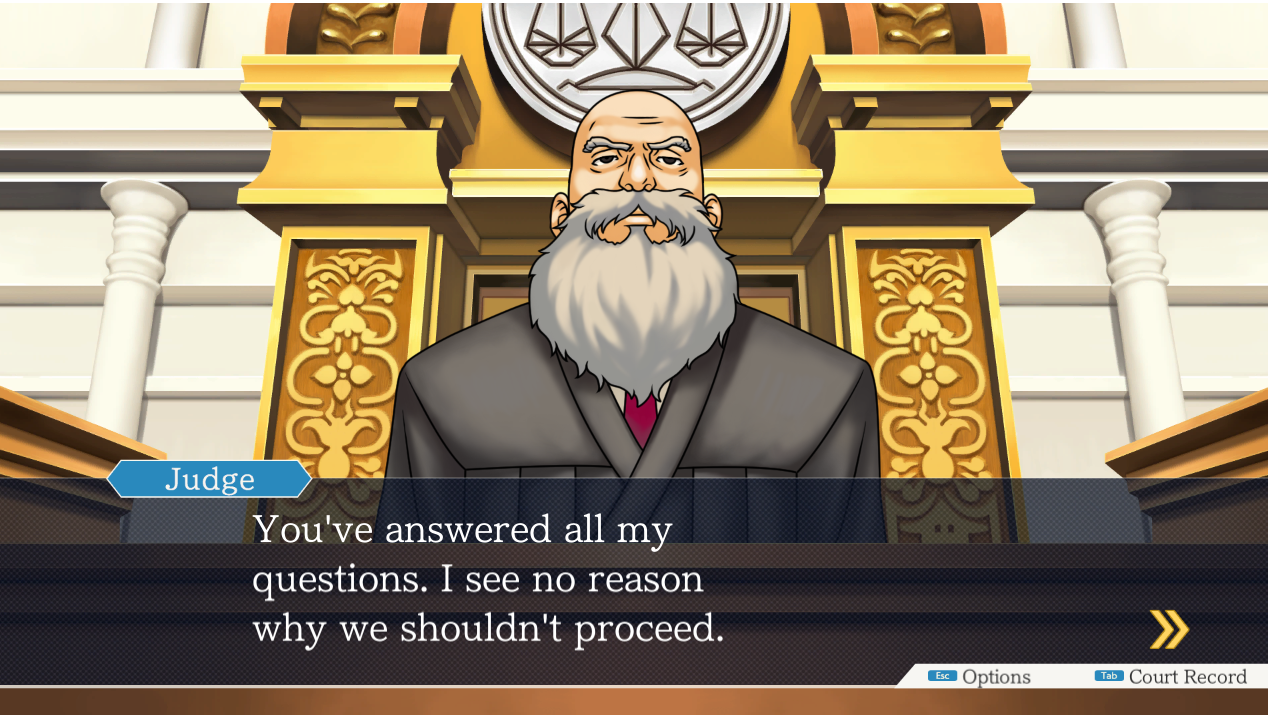 Judge
You've answered all my
questions. I see no reason
why we shouldn't proceed.
Esc Options Tab Court Record